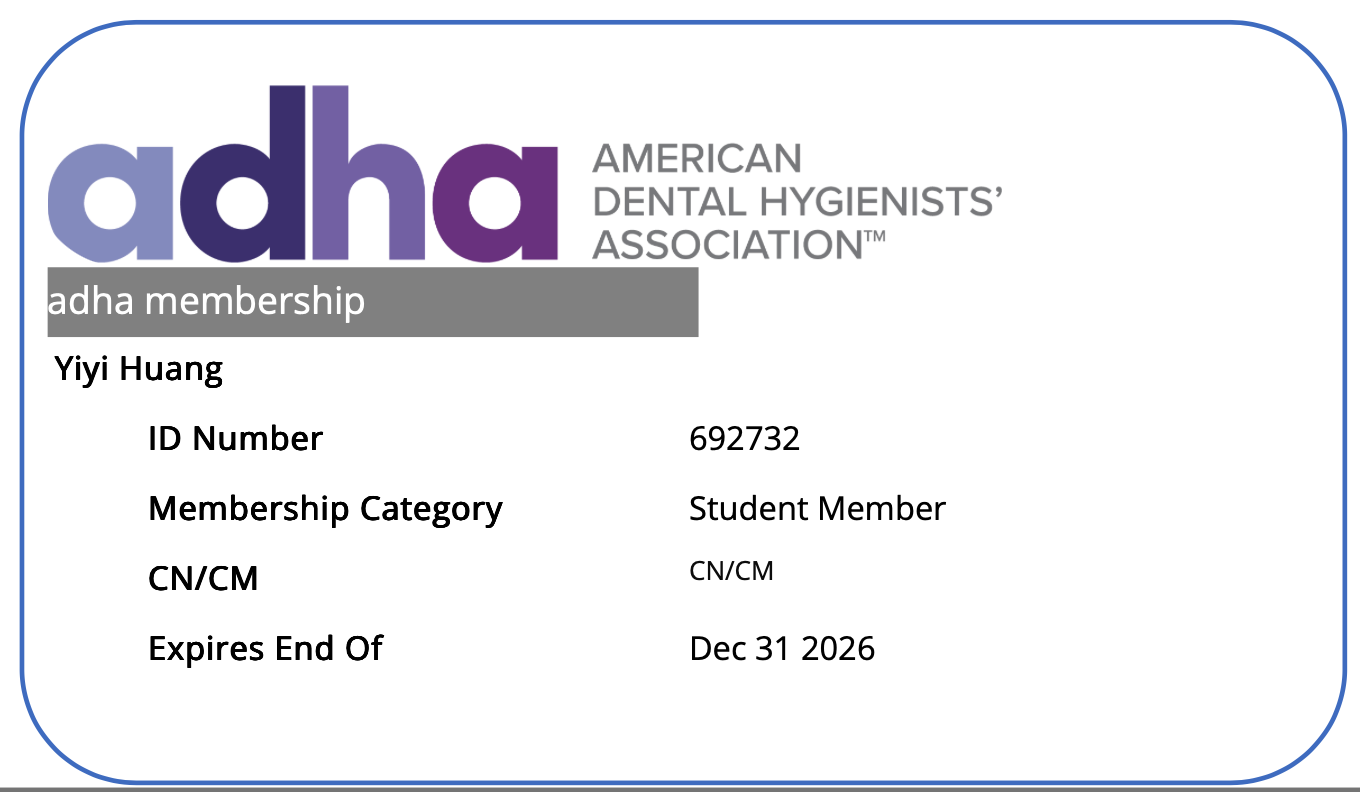 adha AMERICAN
DENTAL HYGIENISTS’
ASSOCIATION™
adha membership
Yiyi Huang
ID Number 692732
Membership Category Student Member
CN/CM CN/CM
Expires End Of Dec 31 2026